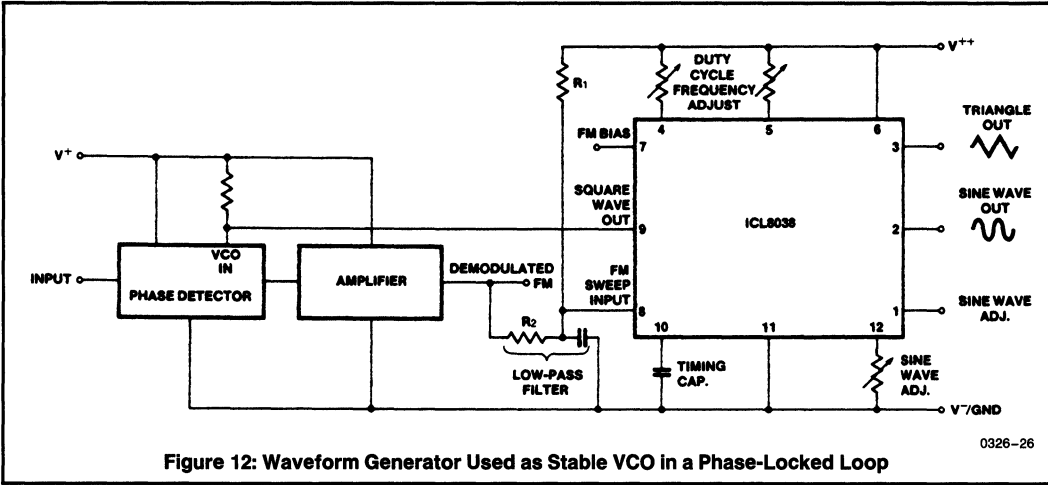 V++
R1
DUTY
CYCLE
FREQUENCY
ADJUST
4
5
6
FM BIAS
7
3
TRIANGLE
OUT
V+
SQUARE
WAVE
OUT
9
ICL8038
2
SINE WAVE
OUT
VCO
IN
INPUT
PHASE DETECTOR
AMPLIFIER
DEMODULATED
FM
FM
SWEEP
INPUT
8
1
SINE WAVE
ADJ.
R2
LOW-PASS
FILTER
10
11
12
TIMING
CAP.
SINE
WAVE
ADJ.
V-/GND
0326-26
Figure 12: Waveform Generator Used as Stable VCO in a Phase-Locked Loop